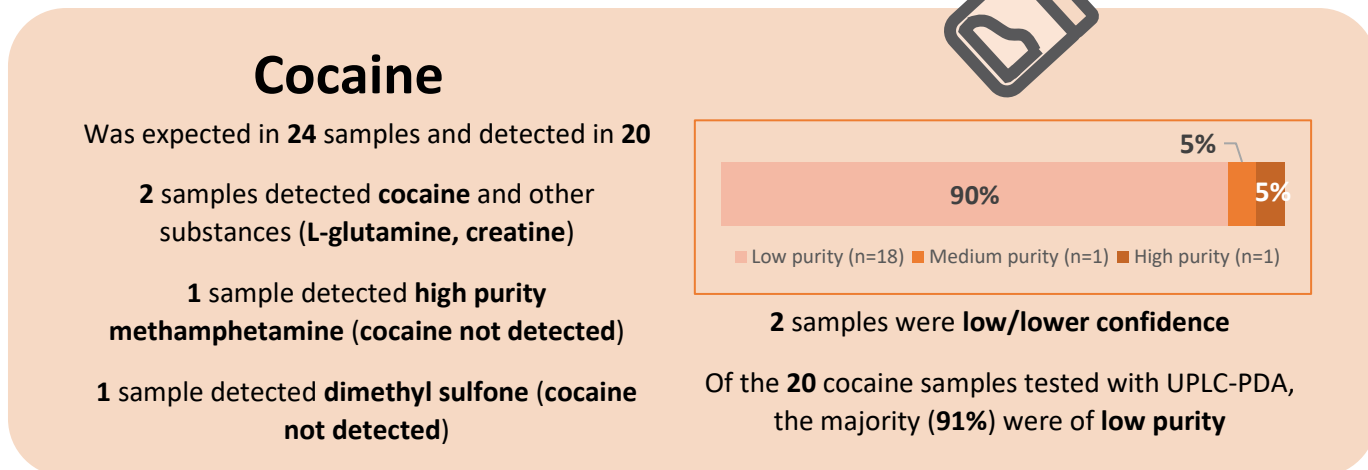 Cocaine
Was expected in 24 samples and detected in 20
2 samples detected cocaine and other
substances (L-glutamine, creatine)
1 sample detected high purity
methamphetamine (cocaine not detected)
1 sample detected dimethyl sulfone (cocaine
not detected)
5%
90%
5%
Low purity (n=18) Medium purity (n=1) High purity (n=1)
2 samples were low/lower confidence
Of the 20 cocaine samples tested with UPLC-PDA,
the majority (91%) were of low purity